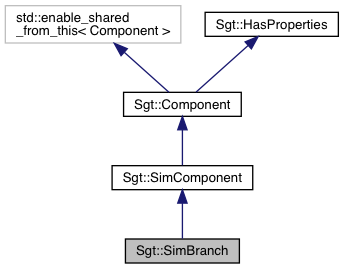 std::enable_shared
_from_this< Component >
Sgt::HasProperties
Sgt::Component
Sgt::SimComponent
Sgt::SimBranch